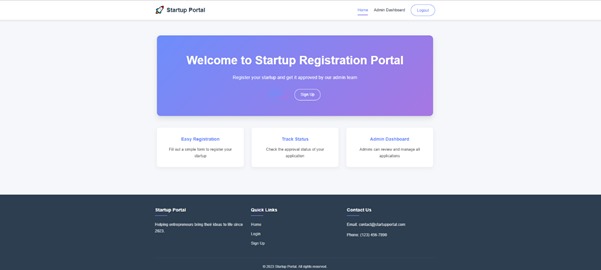 Startup Portal
Home Admin Dashboard Logout
Welcome to Startup Registration Portal
Register your startup and get it approved by our admin team
Sign Up
Easy Registration
Fill out a simple form to register your
startup
Track Status
Check the approval status of your
application
Admin Dashboard
Admins can review and manage all
applications
Startup Portal
Helping entrepreneurs bring their ideas to life since
2023.
Quick Links
Home
Login
Sign Up
Contact Us
Email: contact@startupportal.com
Phone: (123) 456-7890
© 2023 Startup Portal. All rights reserved.